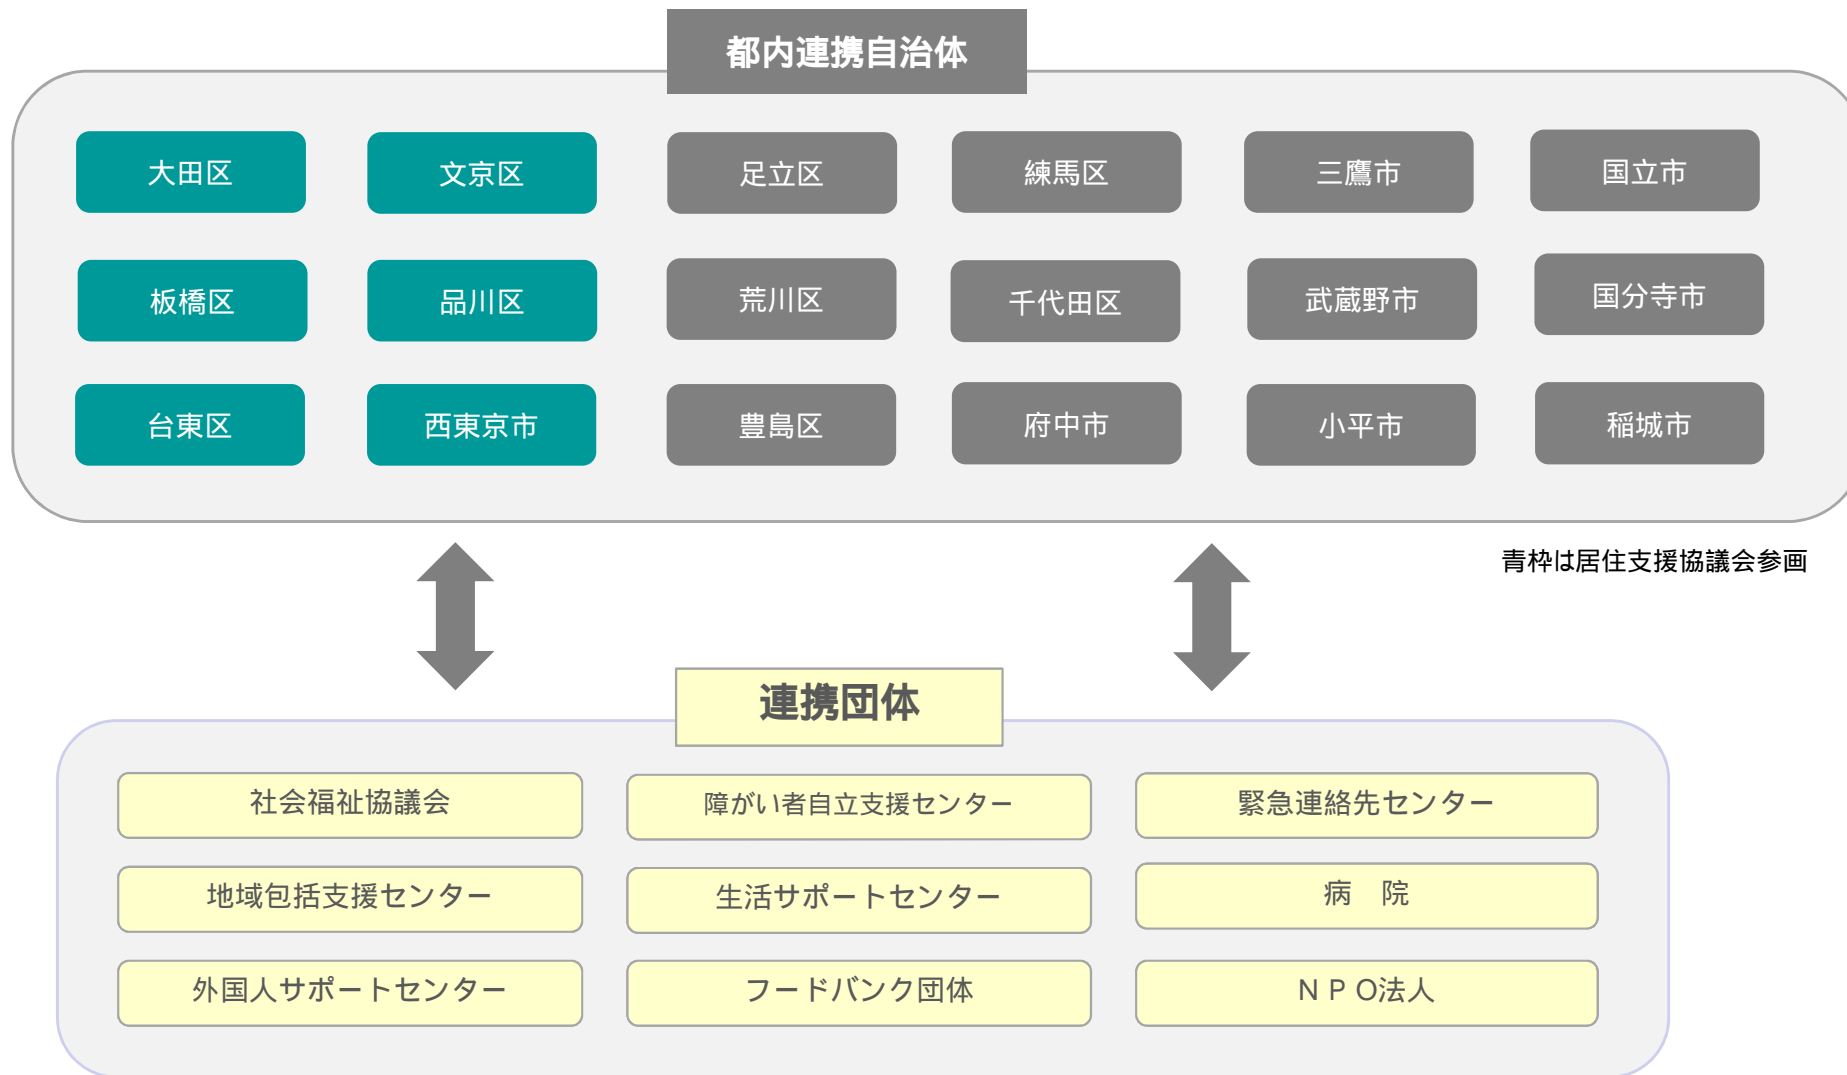 都内連携自治体
大田区
文京区
足立区
練馬区
三鷹市
国立市
板橋区
品川区
荒川区
千代田区
武蔵野市
国分寺市
台東区
西東京市
豊島区
府中市
小平市
稲城市
青枠は居住支援協議会参画
連携団体
社会福祉協議会
障がい者自立支援センター
緊急連絡先センター
地域包括支援センター
生活サポートセンター
病　院
外国人サポートセンター
フードバンク団体
ＮＰＯ法人